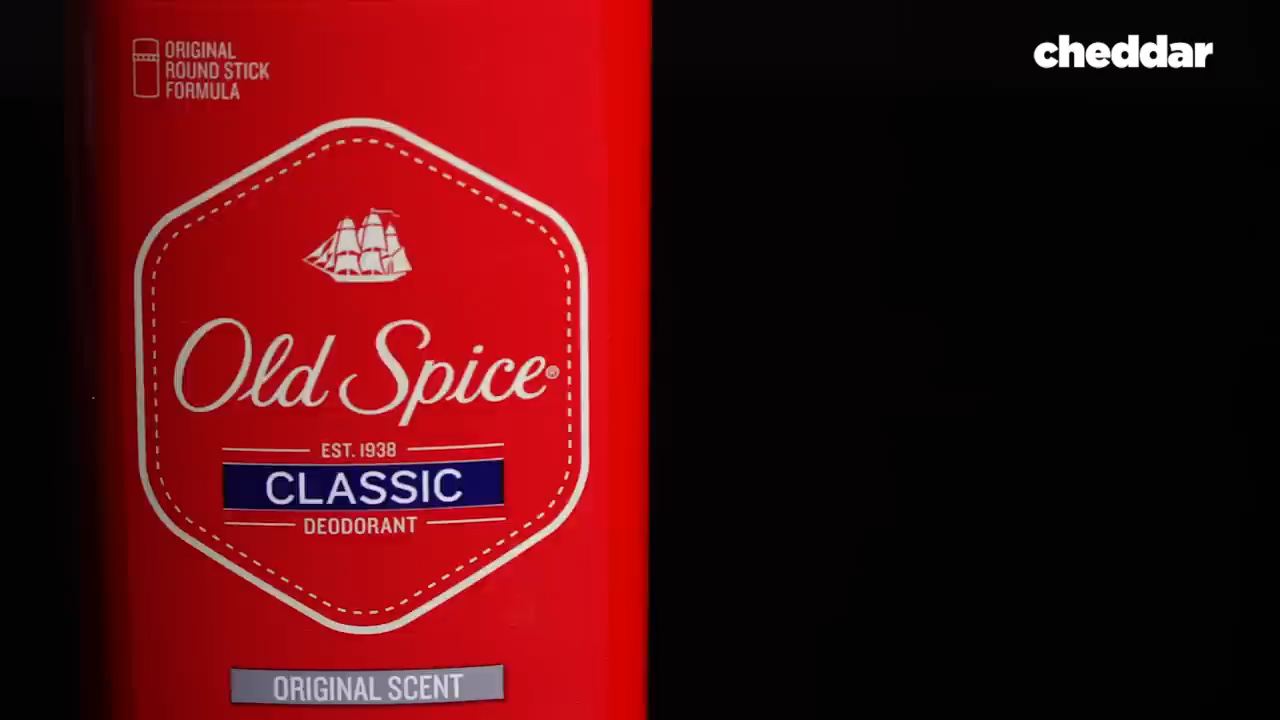 ORIGINAL
ROUND STICK
FORMULA
cheddar
Old Spice®
EST. 1938
CLASSIC
DEODORANT
ORIGINAL SCENT